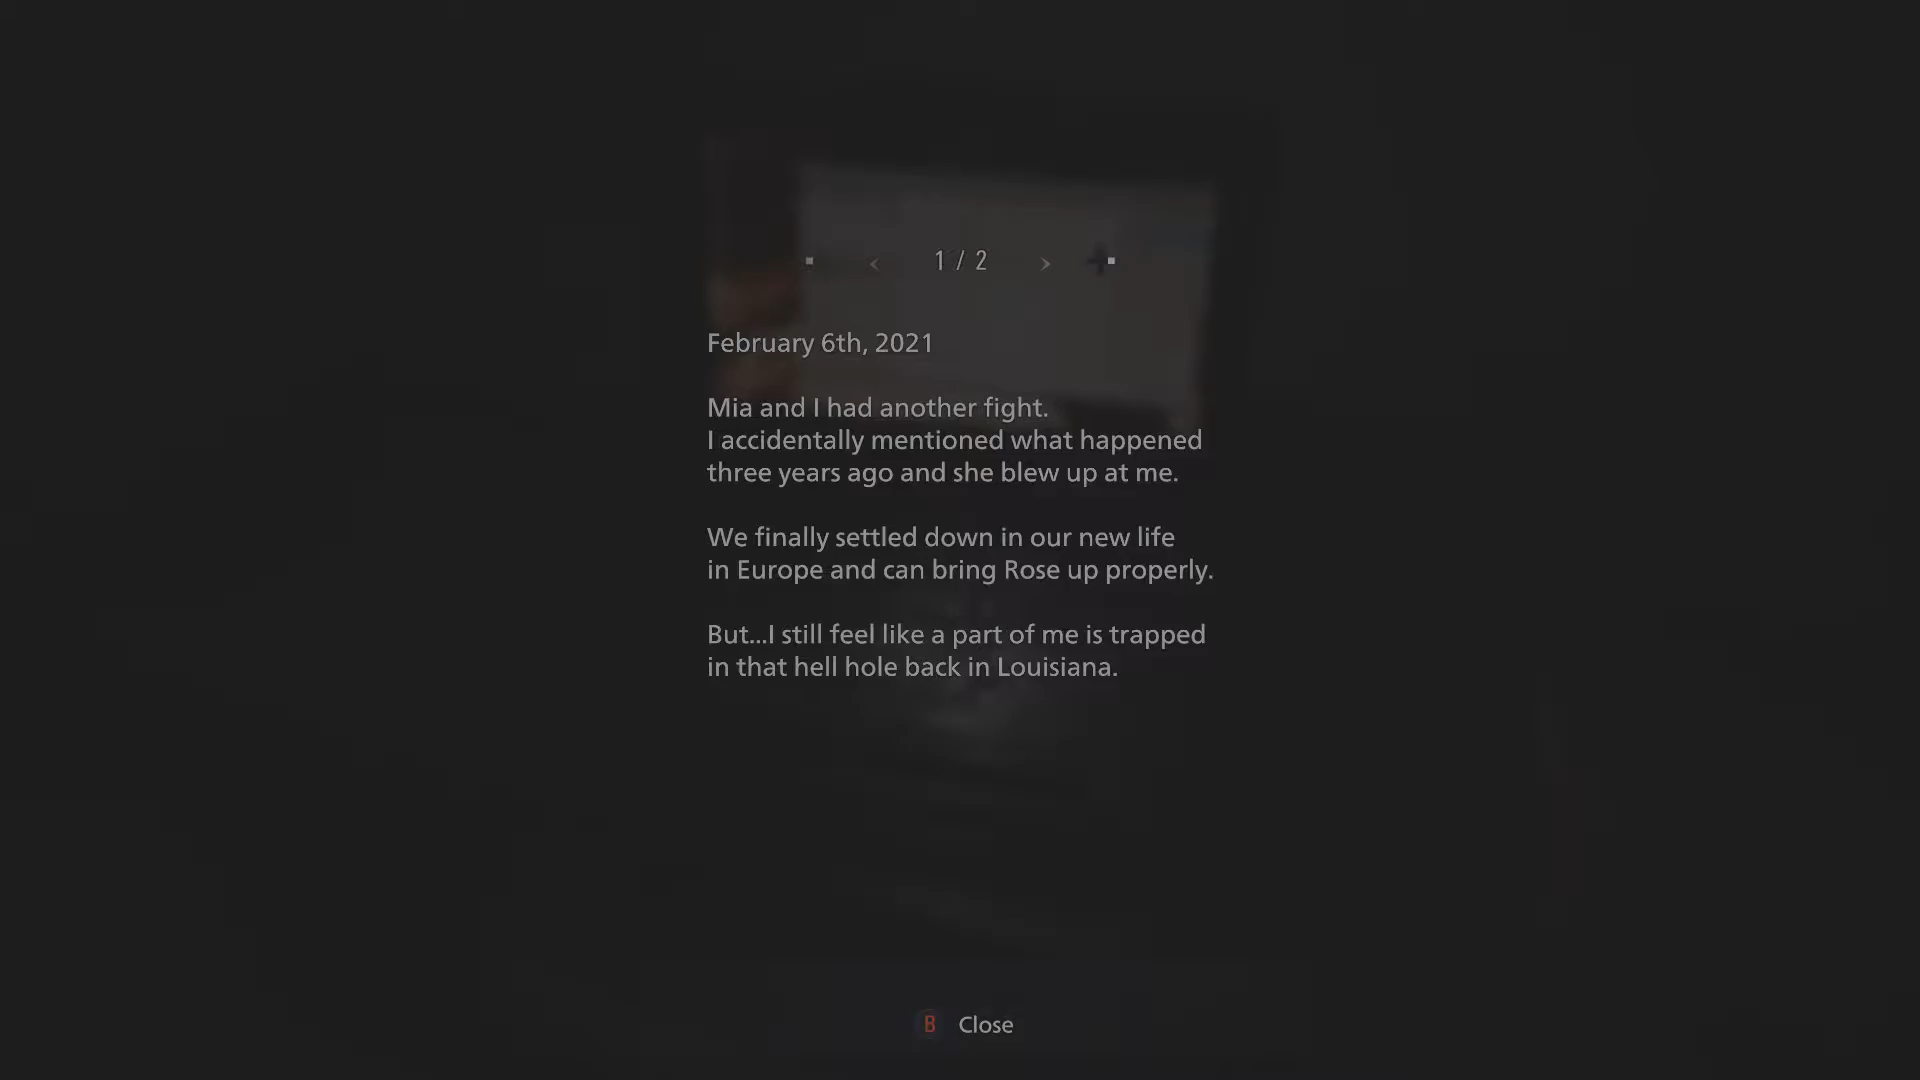 1 / 2
February 6th, 2021
Mia and I had another fight.
I accidentally mentioned what happened
three years ago and she blew up at me.
We finally settled down in our new life
in Europe and can bring Rose up properly.
But...I still feel like a part of me is trapped
in that hell hole back in Louisiana.
B Close